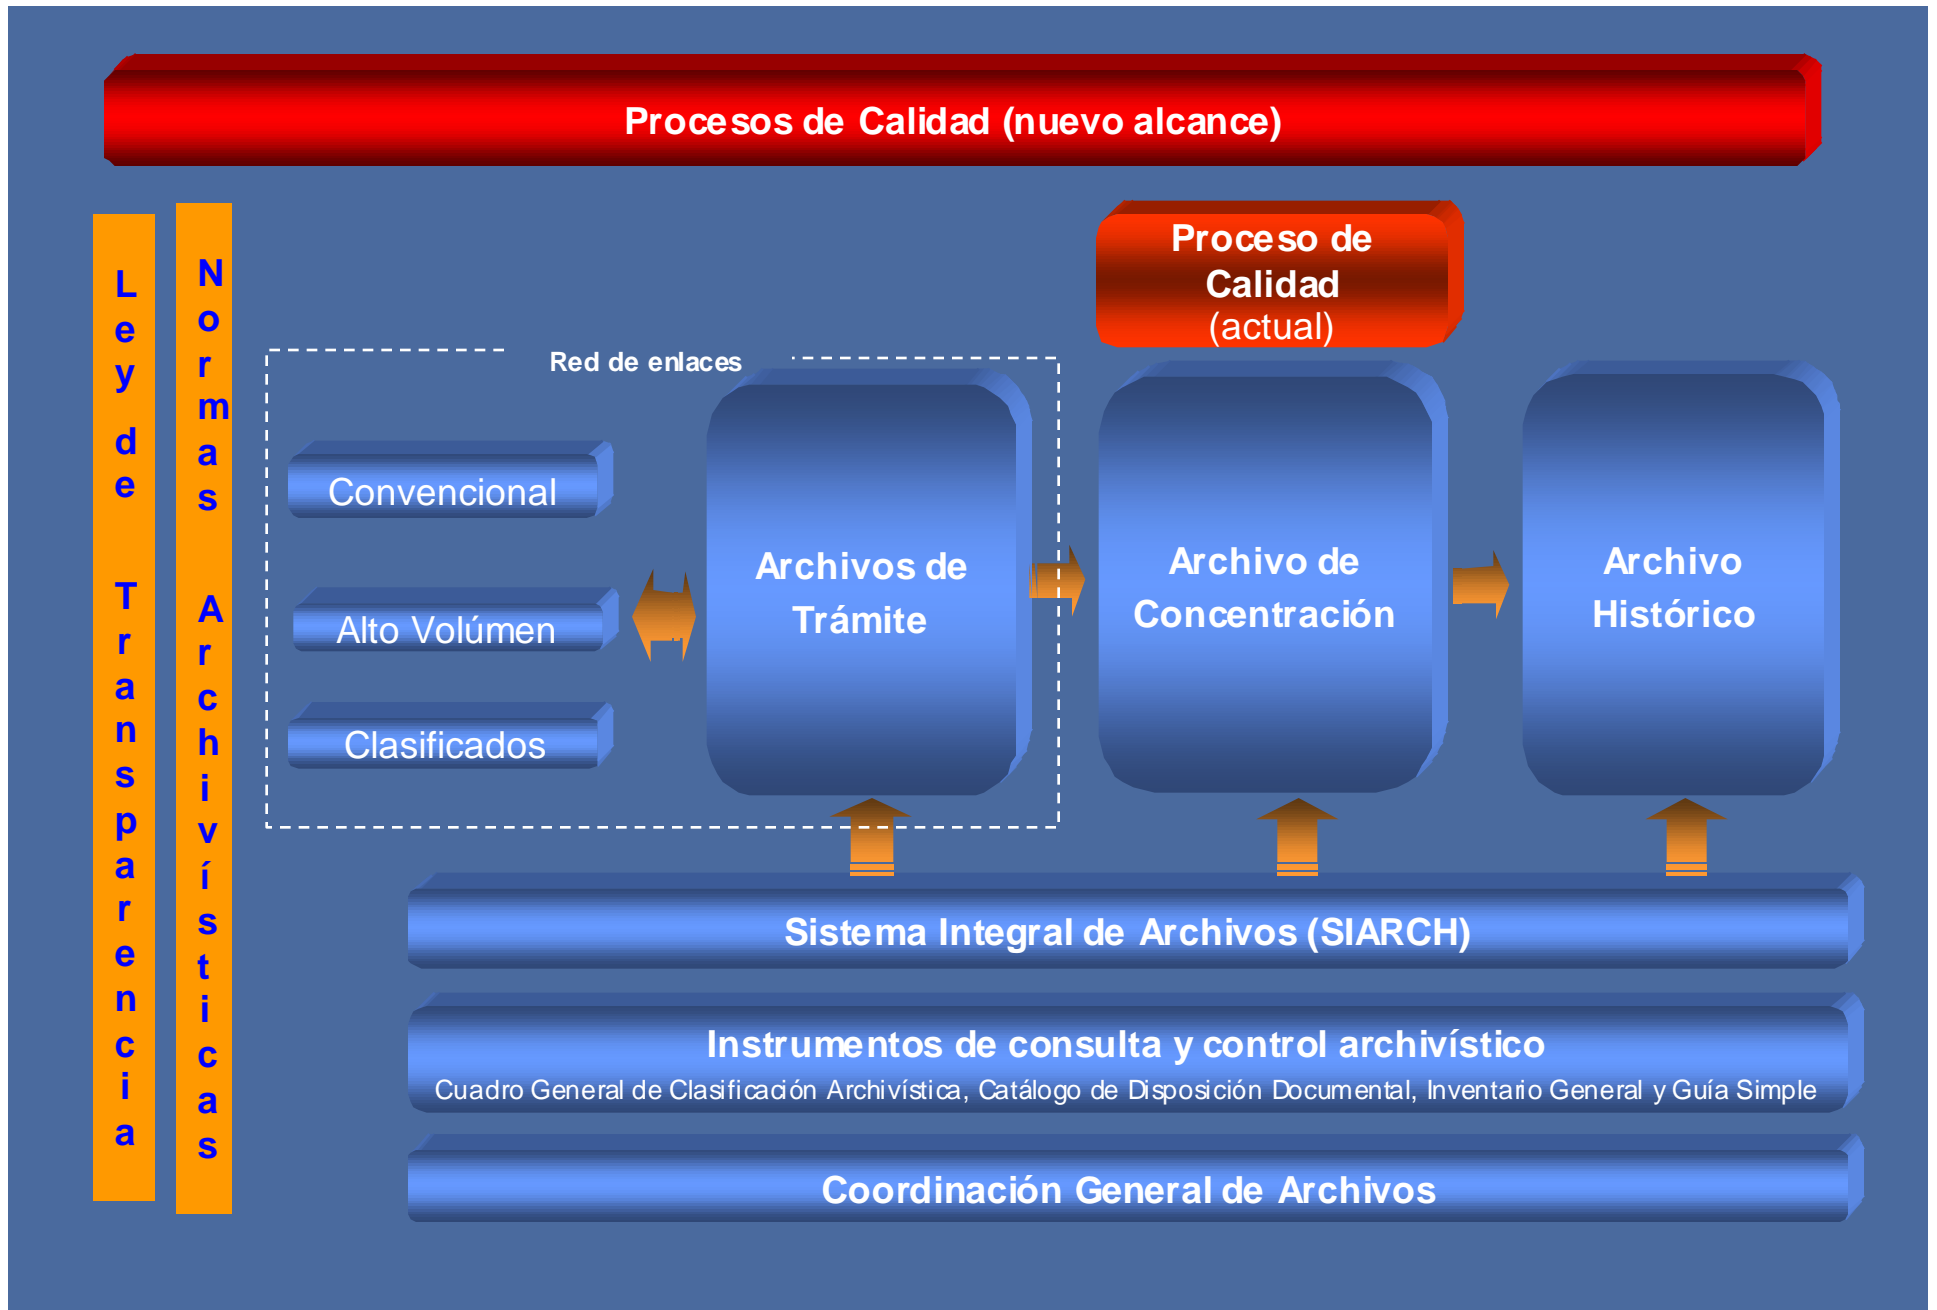 Procesos de Calidad (nuevo alcance)
Ley de Transparencia
Normas Archivísticas
Proceso de
Calidad
(actual)
Red de enlaces
Convencional
Alto Volúmen
Clasificados
Archivos de
Trámite
Archivo de
Concentración
Archivo
Histórico
Sistema Integral de Archivos (SIARCH)
Instrumentos de consulta y control archivístico
Cuadro General de Clasificación Archivística, Catálogo de Disposición Documental, Inventario General y Guía Simple
Coordinación General de Archivos